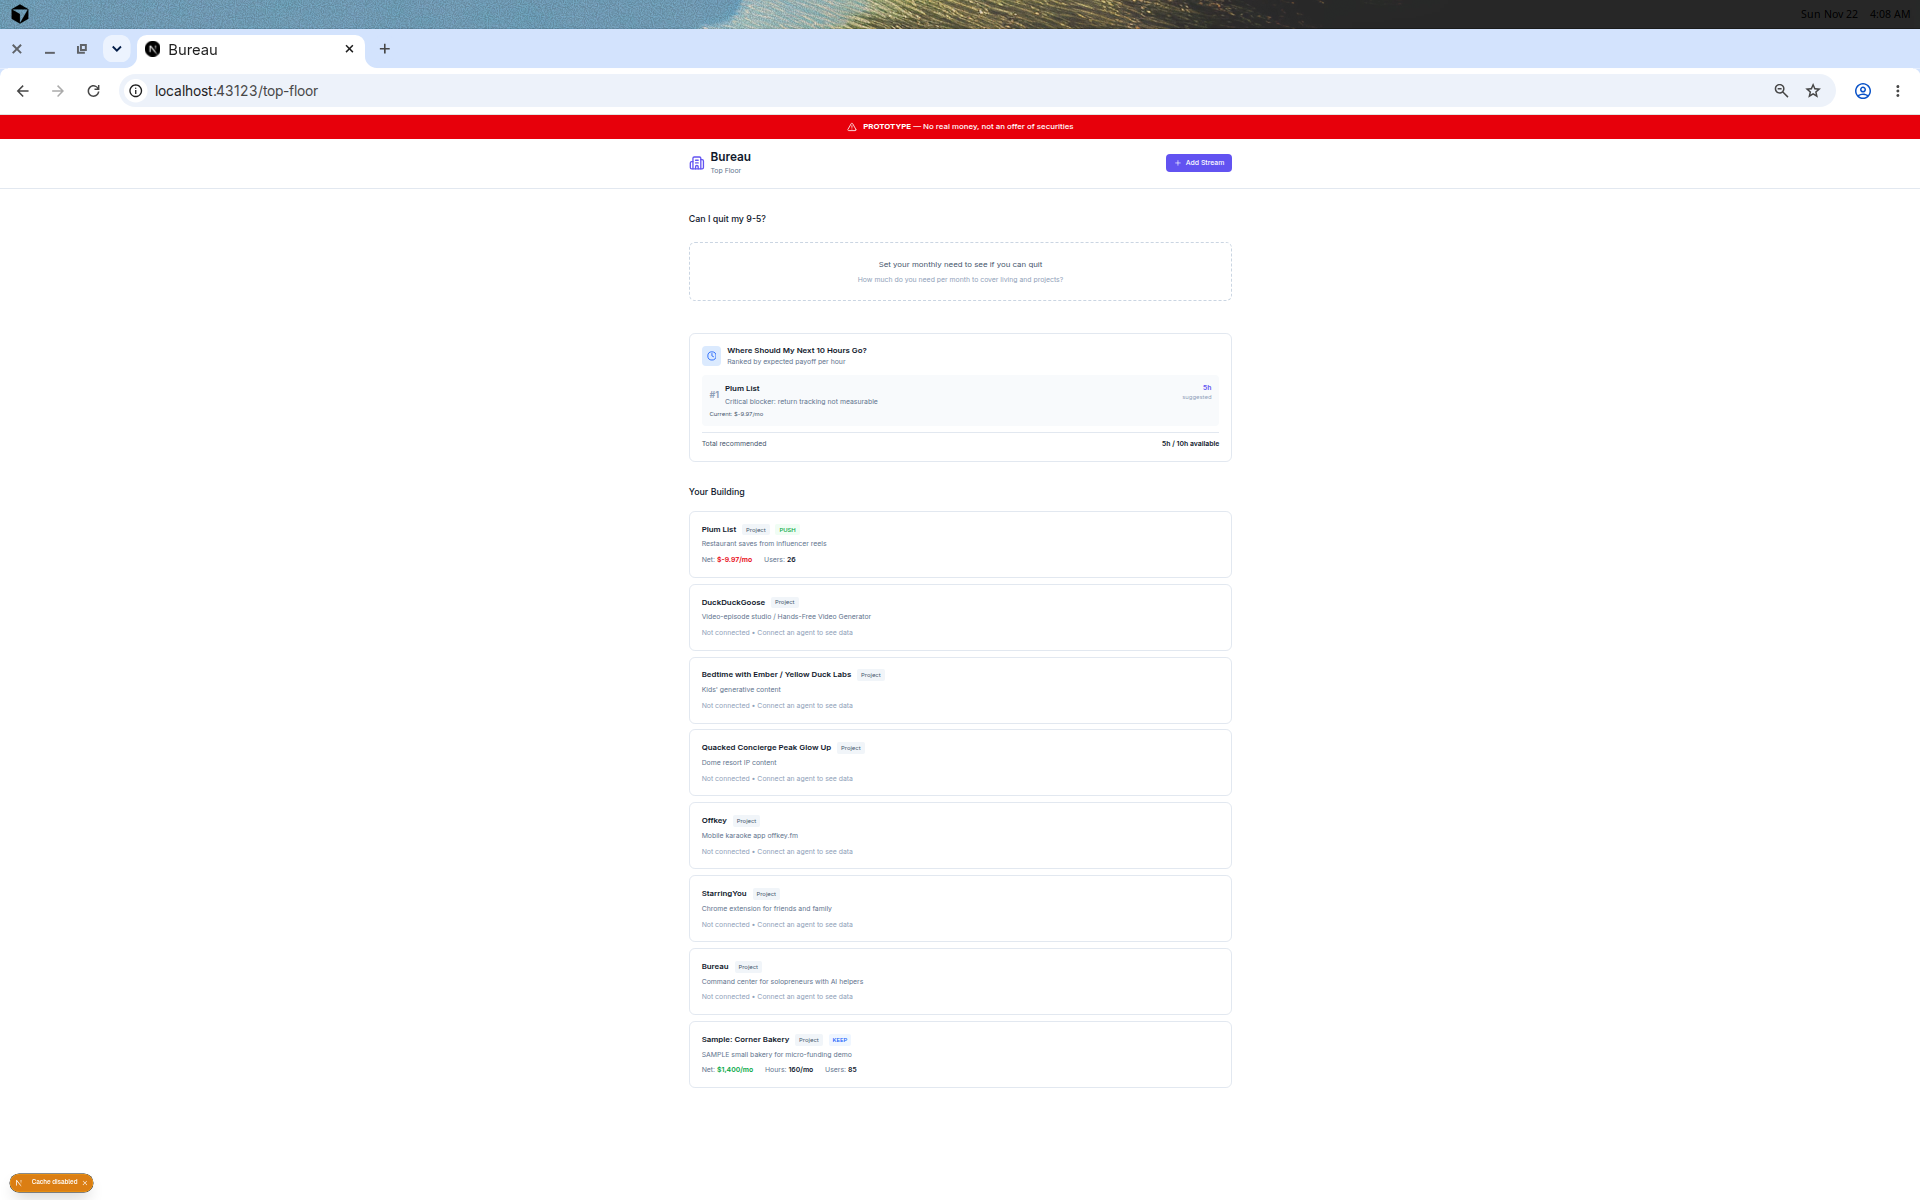 Sun Nov 22 4:08 AM
Bureau
localhost:43123/top-floor
PROTOTYPE — No real money, not an offer of securities
Bureau
Top Floor
+ Add Stream
Can I quit my 9-5?
Set your monthly need to see if you can quit
How much do you need per month to cover living and projects?
Where Should My Next 10 Hours Go?
Ranked by expected payoff per hour
#1 Plum List 5h
Critical blocker: return tracking not measurable suggested
Current: $-9.97/mo
Total recommended 5h / 10h available
Your Building
Plum List Project PUSH
Restaurant saves from influencer reels
Net: $-9.97/mo Users: 26
DuckDuckGoose Project
Video-episode studio / Hands-Free Video Generator
Not connected • Connect an agent to see data
Bedtime with Ember / Yellow Duck Labs Project
Kids' generative content
Not connected • Connect an agent to see data
Quacked Concierge Peak Glow Up Project
Dome resort IP content
Not connected • Connect an agent to see data
Offkey Project
Mobile karaoke app offkey.fm
Not connected • Connect an agent to see data
StarringYou Project
Chrome extension for friends and family
Not connected • Connect an agent to see data
Bureau Project
Command center for solopreneurs with AI helpers
Not connected • Connect an agent to see data
Sample: Corner Bakery Project KEEP
SAMPLE small bakery for micro-funding demo
Net: $1,400/mo Hours: 160/mo Users: 85
Cache disabled